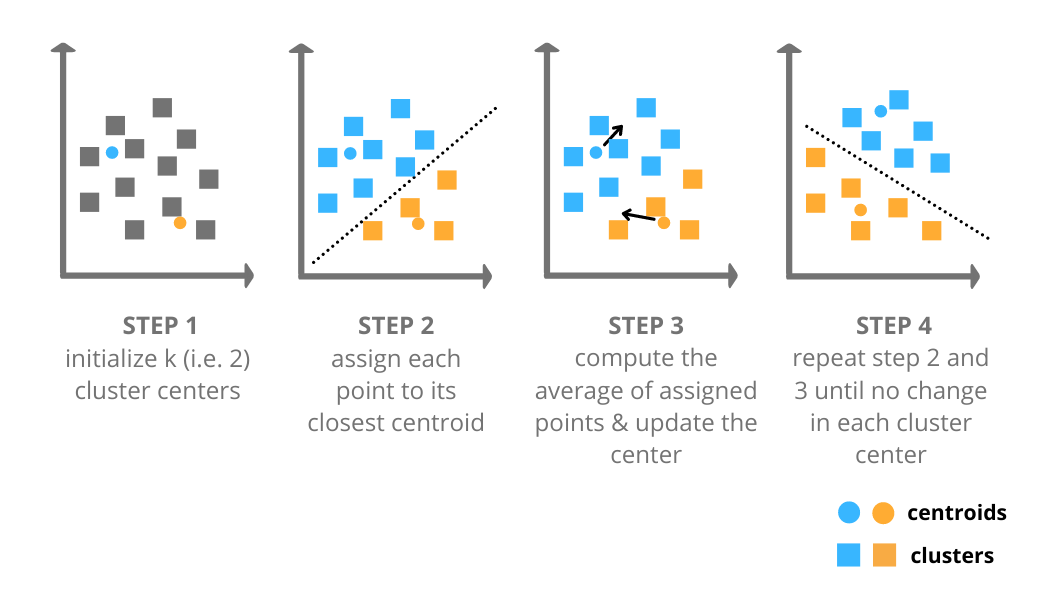 STEP 1
initialize k (i.e. 2)
cluster centers
STEP 2
assign each
point to its
closest centroid
STEP 3
compute the
average of assigned
points & update the
center
STEP 4
repeat step 2 and
3 until no change
in each cluster
center
centroids
clusters